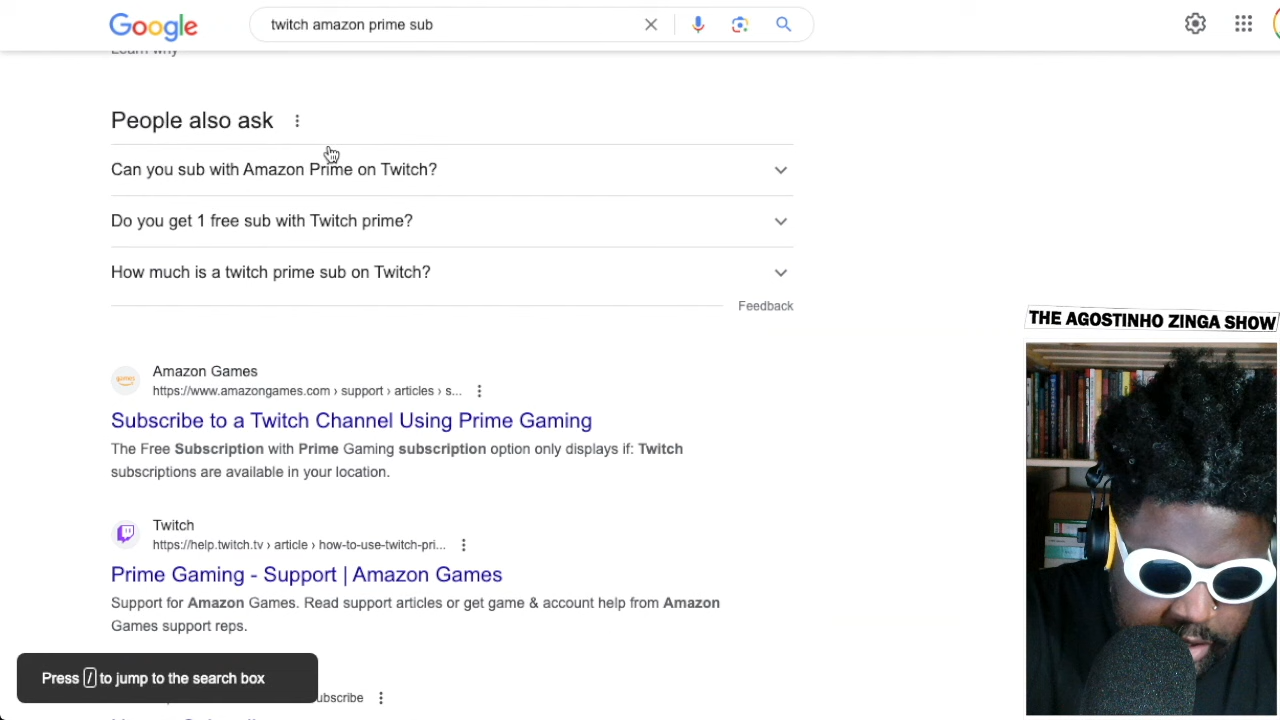 Google
twitch amazon prime sub
Learn why
People also ask
Can you sub with Amazon Prime on Twitch?
Do you get 1 free sub with Twitch prime?
How much is a twitch prime sub on Twitch?
Feedback
Amazon Games
https://www.amazongames.com › support › articles › s...
Subscribe to a Twitch Channel Using Prime Gaming
The Free Subscription with Prime Gaming subscription option only displays if: Twitch
subscriptions are available in your location.
Twitch
https://help.twitch.tv › article › how-to-use-twitch-pri...
Prime Gaming - Support | Amazon Games
Support for Amazon Games. Read support articles or get game & account help from Amazon
Games support reps.
Press / to jump to the search box
ubscribe
THE AGOSTINHO ZINGA SHOW